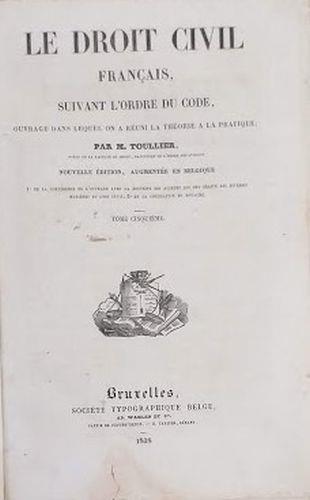 LE DROIT CIVIL
FRANÇAIS,
SUIVANT L'ORDRE DU CODE,
OUVRAGE DANS LEQUEL ON A RÉUNI LA THÉORIE A LA PRATIQUE;
PAR M. TOULLIER,
NOUVELLE ÉDITION, AUGMENTÉE EN BELGIQUE
TOME CINQUIÈME.
Bruxelles,
SOCIÉTÉ TYPOGRAPHIQUE BELGE,
AD. WAHLEN ET Cie.
1838